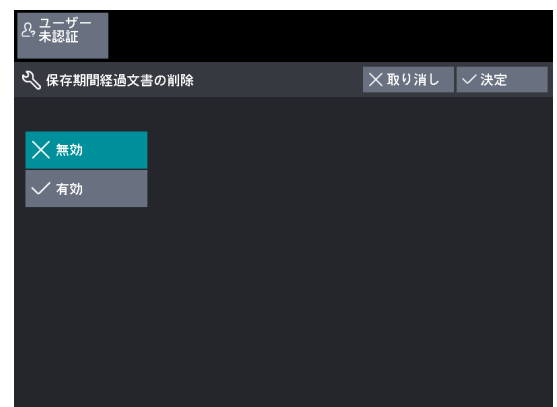 ユーザー
未認証
保存期間経過文書の削除
取り消し
決定
無効
有効